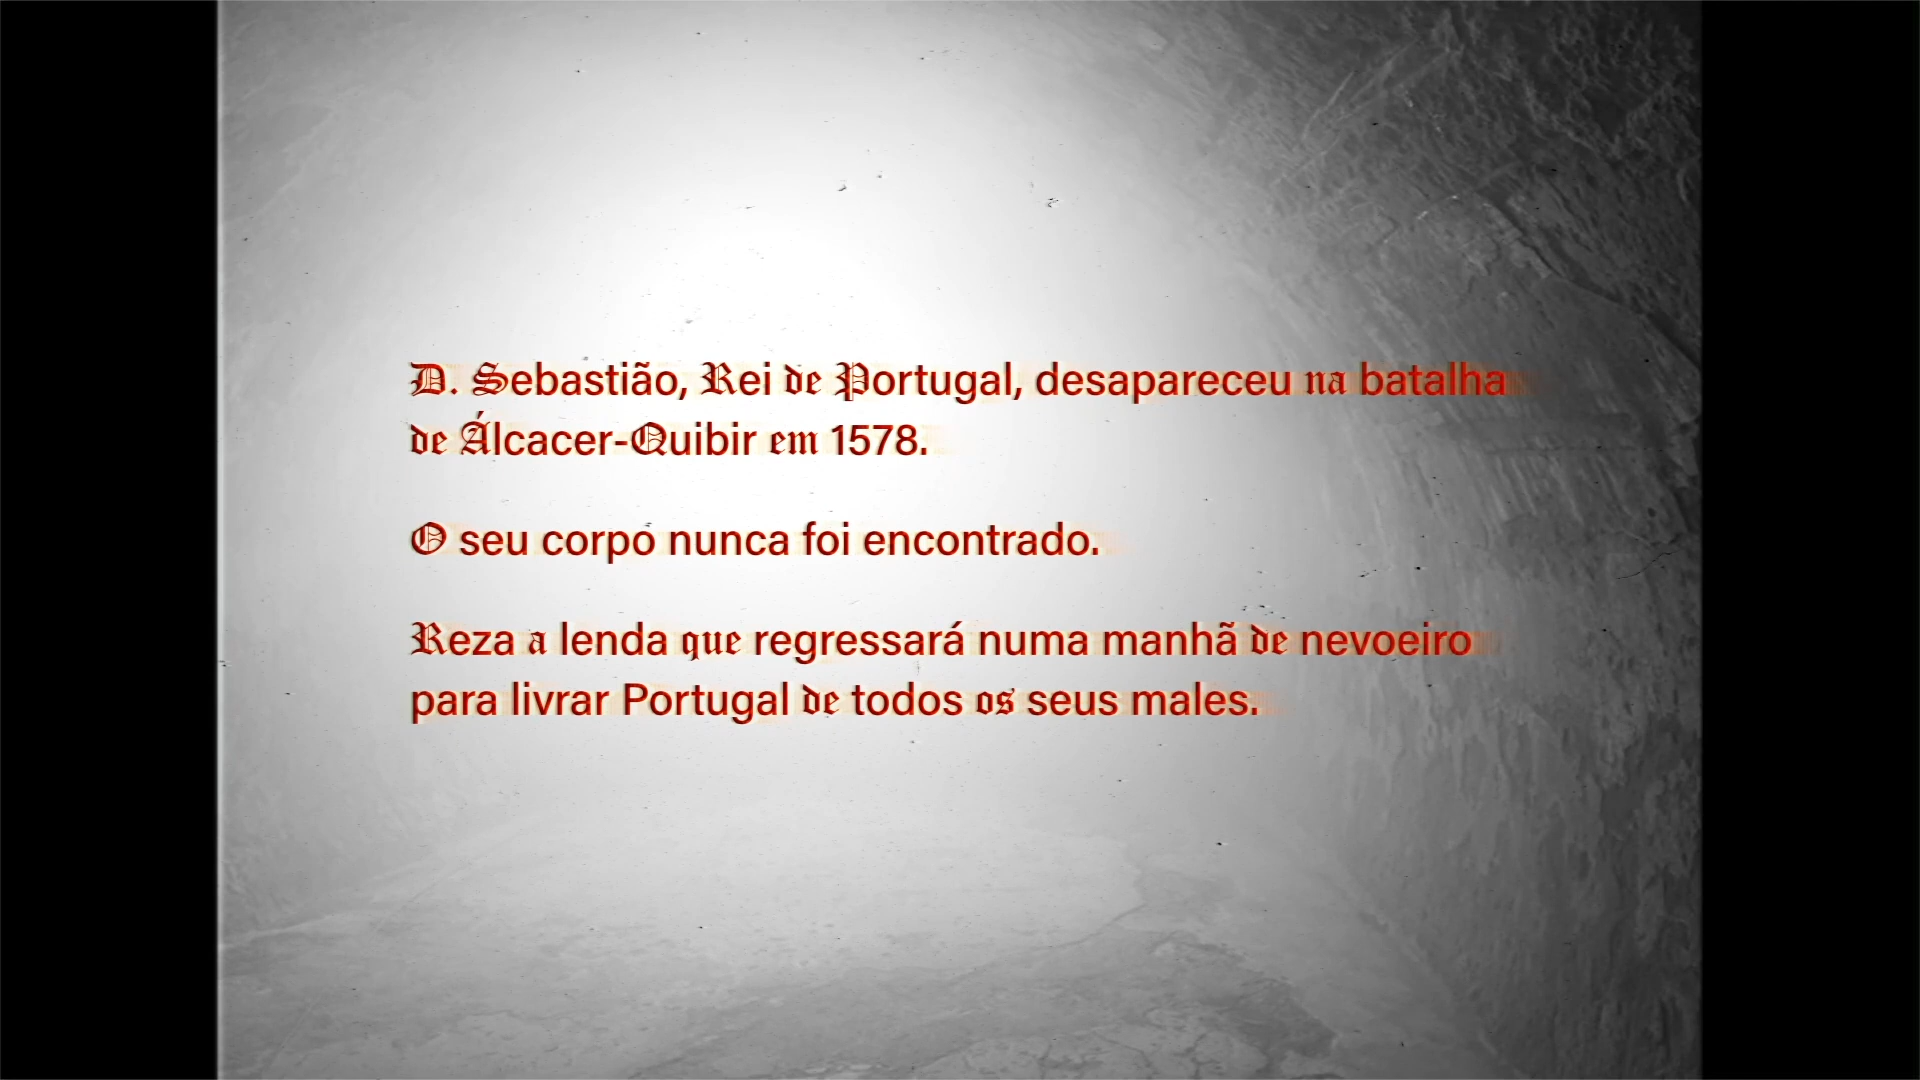 D. Sebastião, Rei de Portugal, desapareceu na batalha
de Álcacer-Quibir em 1578.
O seu corpo nunca foi encontrado.
Reza a lenda que regressará numa manhã de nevoeiro
para livrar Portugal de todos os seus males.